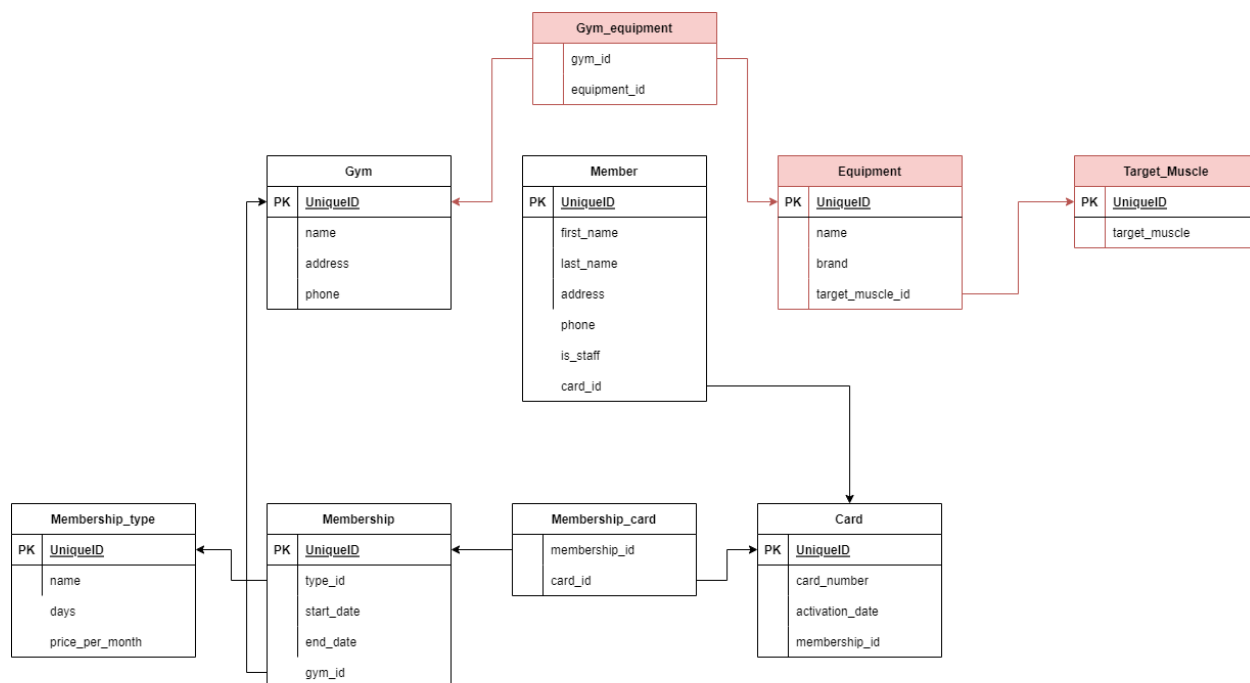 Gym_equipment
gym_id
equipment_id
Gym
PK UniqueID
name
address
phone
Member
PK UniqueID
first_name
last_name
address
phone
is_staff
card_id
Equipment
PK UniqueID
name
brand
target_muscle_id
Target_Muscle
PK UniqueID
target_muscle
Membership_type
PK UniqueID
name
days
price_per_month
Membership
PK UniqueID
type_id
start_date
end_date
gym_id
Membership_card
membership_id
card_id
Card
PK UniqueID
card_number
activation_date
membership_id